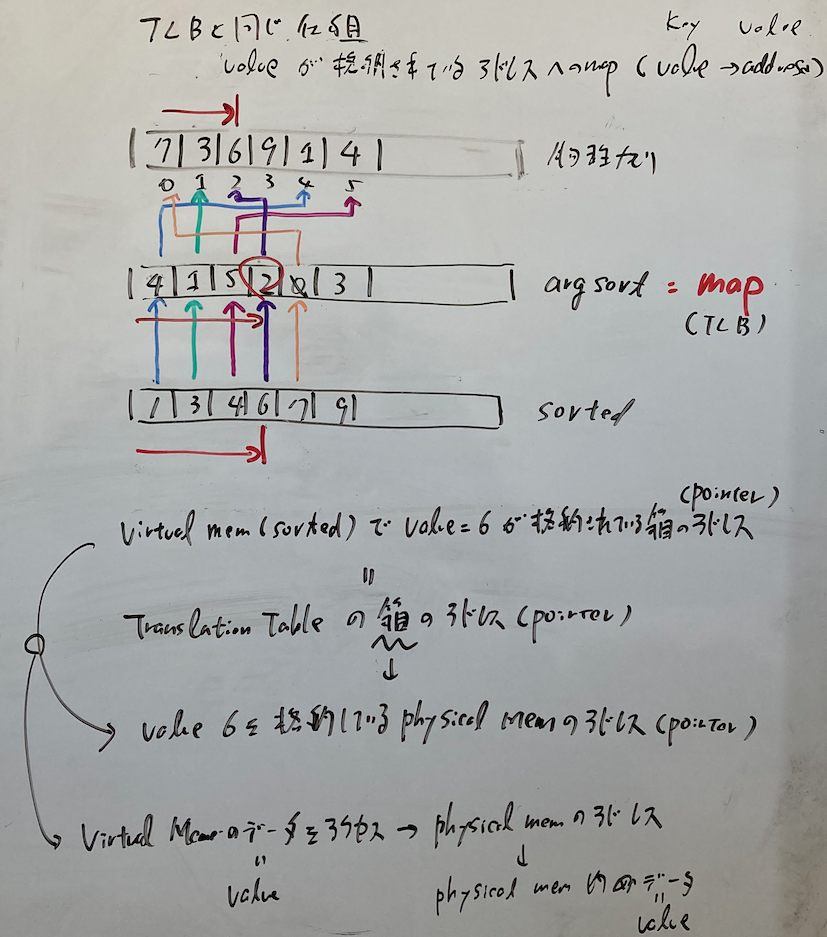 TLBと同じ仕組
key value
valueが格納されているアドレスへのmap (value→address)
7 3 6 9 1 4 物理なり
0 1 2 3 4 5
4 1 5 2 0 3 argsort = map
(TLB)
1 3 4 6 7 9 sorted
(pointer)
Virtual mem (sorted) で value = 6 が格納されている箱のアドレス
=
Translation Table の 箱のアドレス (pointer)
↓
value 6を格納しているphysical memのアドレス (pointer)
Virtual Memのデータをアクセス → physical memのアドレス
=
value
↓
physical mem 内のデータ
=
value